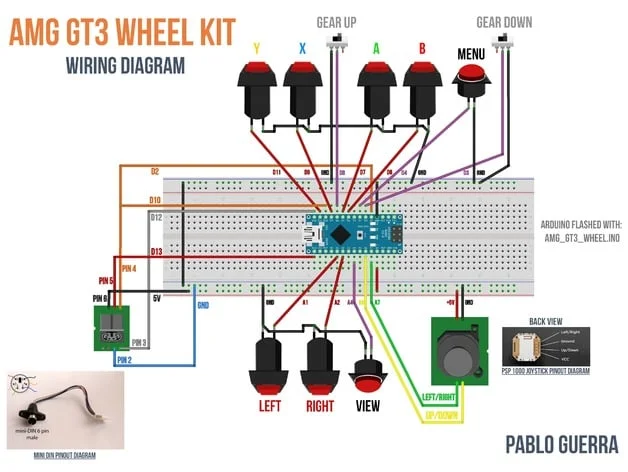 AMG GT3 WHEEL KIT
WIRING DIAGRAM
GEAR UP
GEAR DOWN
Y
X
A
B
MENU
D2
D11
D9
GND
D8
D7
D6
D4
GND
D3
GND
D10
D12
D13
ARDUINO FLASHED WITH:
AMG_GT3_WHEEL.INO
PIN 4
PIN 5
PIN 6
5V
GND
PIN 3
PIN 2
GND
A1
A2
A7
+5V
GND
BACK VIEW
Left/Right
Ground
Up/Down
VCC
PSP 1000 JOYSTICK PINOUT DIAGRAM
LEFT
RIGHT
VIEW
LEFT/RIGHT
UP/DOWN
mini-DIN 6 pin
male
MINI DIN PINOUT DIAGRAM
PABLO GUERRA